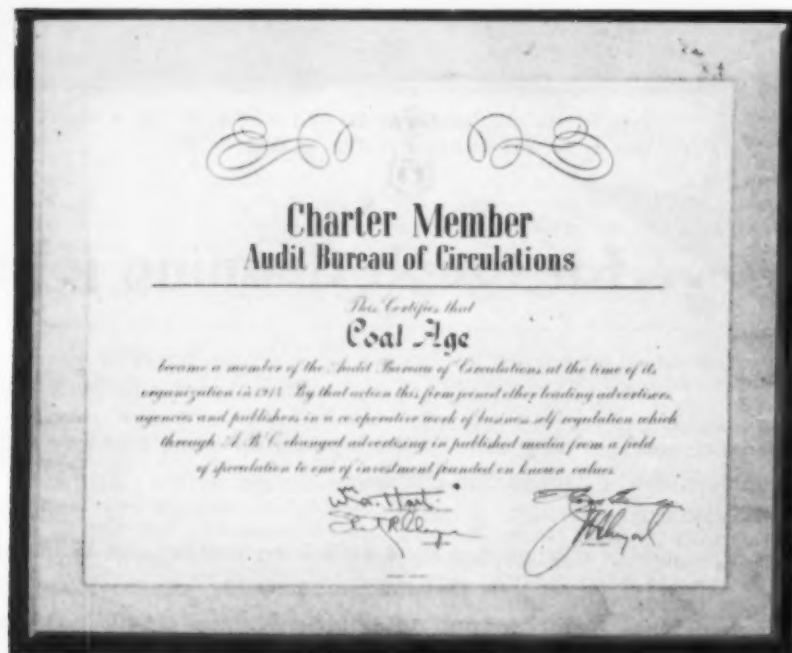 Charter Member
Audit Bureau of Circulations
This Certifies that
Coal Age
became a member of the Audit Bureau of Circulations at the time of its
organization in 1914. By that action this firm joined other leading advertisers,
agencies and publishers in a co-operative work of business self regulation which
through A. B. C. changed advertising in published media from a field
of speculation to one of investment founded on known values